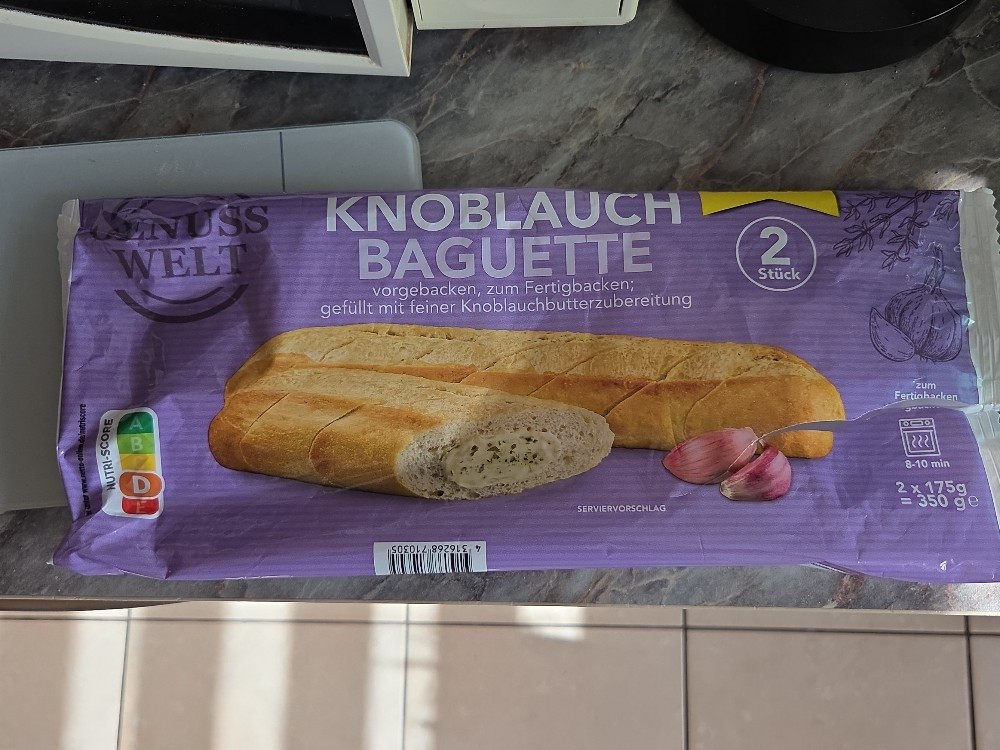 GENUSS
WELT
KNOBLAUCH
BAGUETTE
vorgebacken, zum Fertigbacken;
gefüllt mit feiner Knoblauchbutterzubereitung
2
Stück
NUTRI-SCORE
A
B
D
E
zum
Fertigbacken
8-10 min
2 x 175g
= 350 g e
SERVIERVORSCHLAG
4 316268 710305